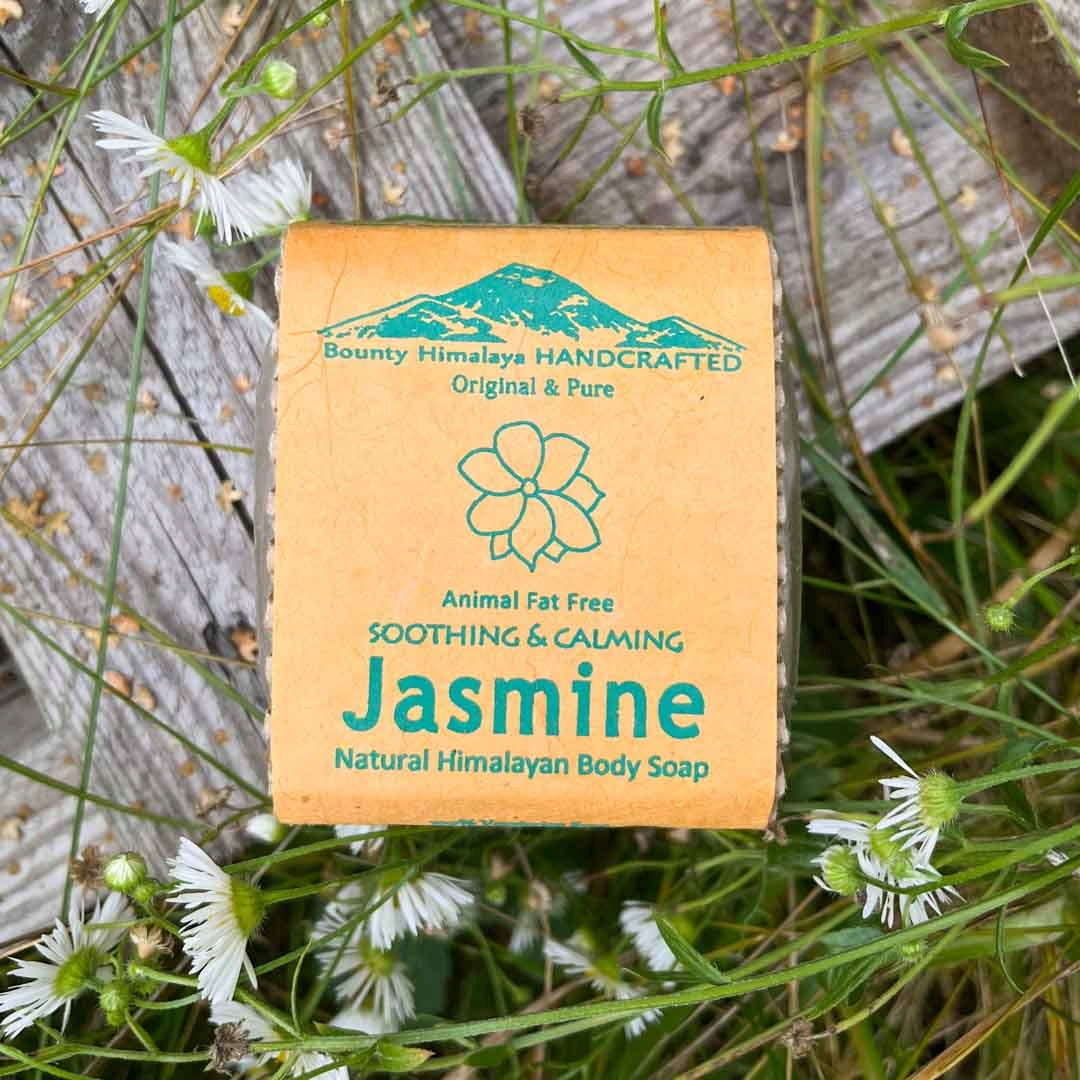 Bounty Himalaya HANDCRAFTED
Original & Pure
Animal Fat Free
SOOTHING & CALMING
Jasmine
Natural Himalayan Body Soap